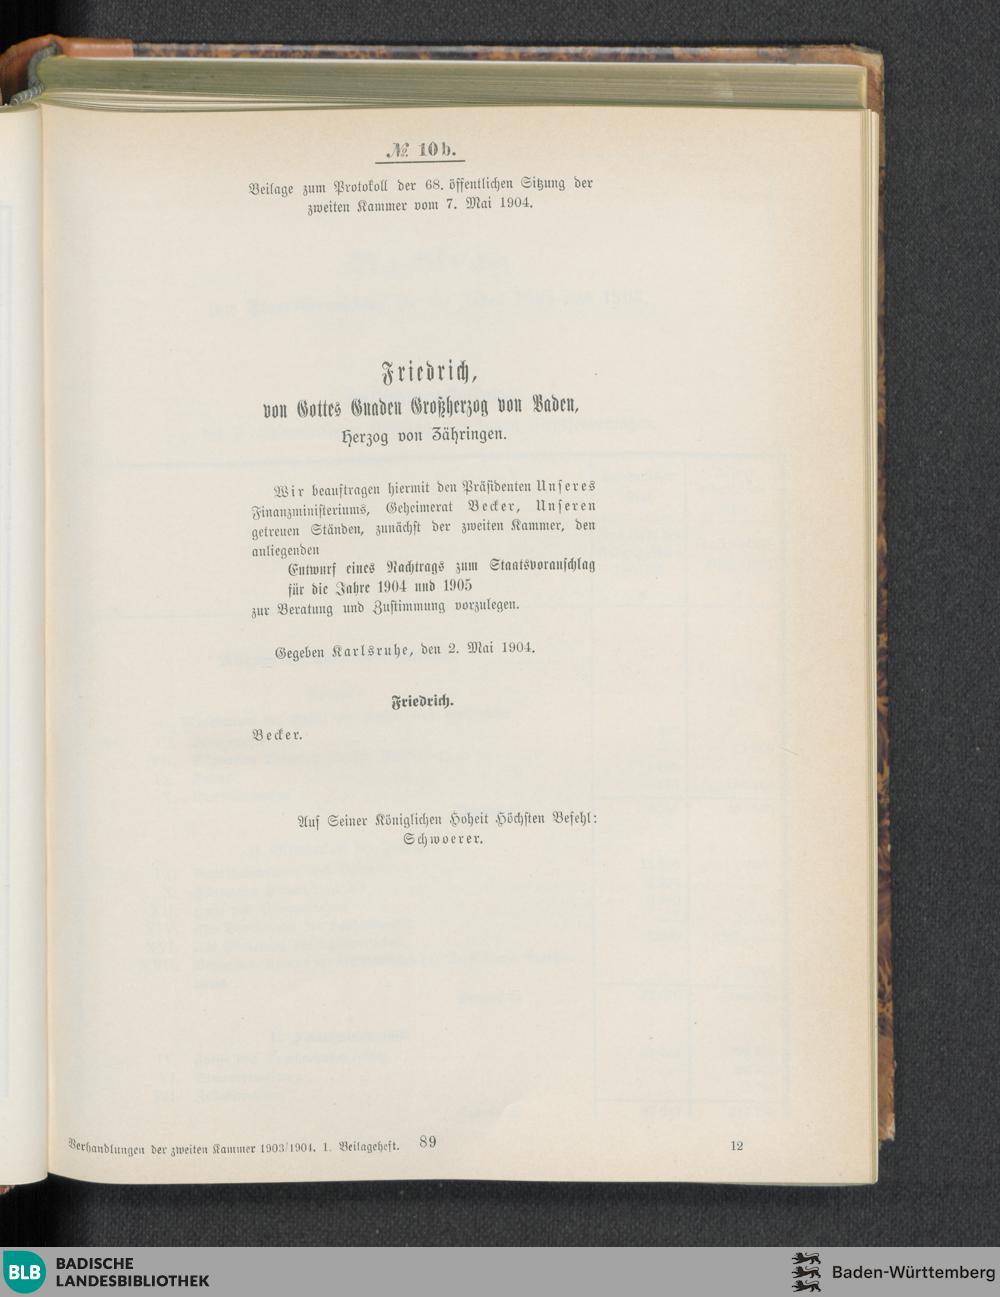 № 10b.
Beilage zum Protokoll der 68. öffentlichen Sitzung der
zweiten Kammer vom 7. Mai 1904.
Friedrich,
von Gottes Gnaden Großherzog von Baden,
Herzog von Zähringen.
Wir beauftragen hiermit den Präsidenten Unseres
Finanzministeriums, Geheimerat Becker, Unseren
getreuen Ständen, zunächst der zweiten Kammer, den
anliegenden
Entwurf eines Nachtrags zum Staatsvoranschlag
für die Jahre 1904 und 1905
zur Beratung und Zustimmung vorzulegen.
Gegeben Karlsruhe, den 2. Mai 1904.
Friedrich.
Becker.
Auf Seiner Königlichen Hoheit Höchsten Befehl:
Schwoerer.
Verhandlungen der zweiten Kammer 1903/1904. 1. Beilageheft. 89 12
BLB BADISCHE
LANDESBIBLIOTHEK
Baden-Württemberg